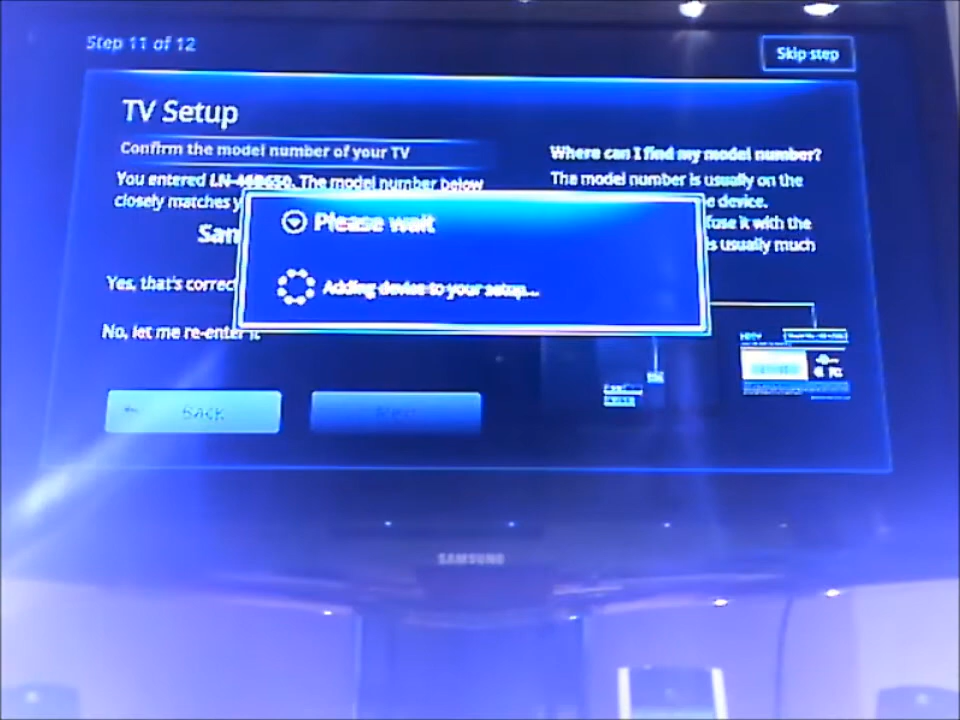 Step 11 of 12
Skip step
TV Setup
Confirm the model number of your TV
You entered The model number below
closely matches
Sam
Yes, that's correct
No, let me re-enter it
Back
Next
Where can I find my model number?
The model number is usually on the
device.
fuse it with the
is usually much
Please wait
Adding device to your setup...
SAMSUNG